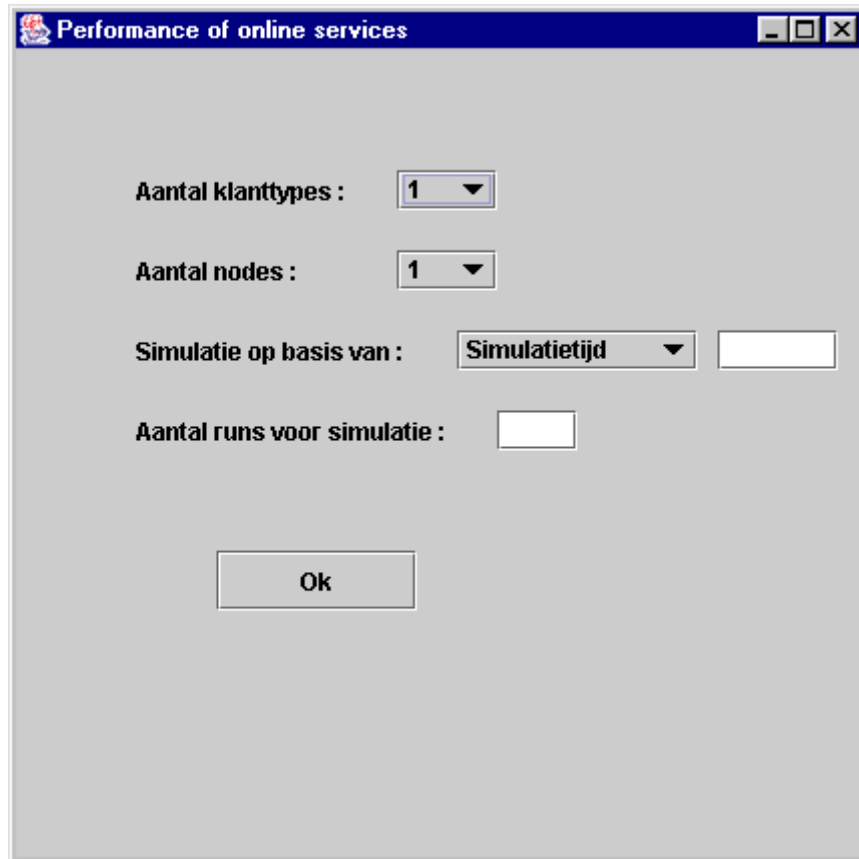 Performance of online services
Aantal klanttypes : 1
Aantal nodes : 1
Simulatie op basis van : Simulatietijd
Aantal runs voor simulatie :
Ok